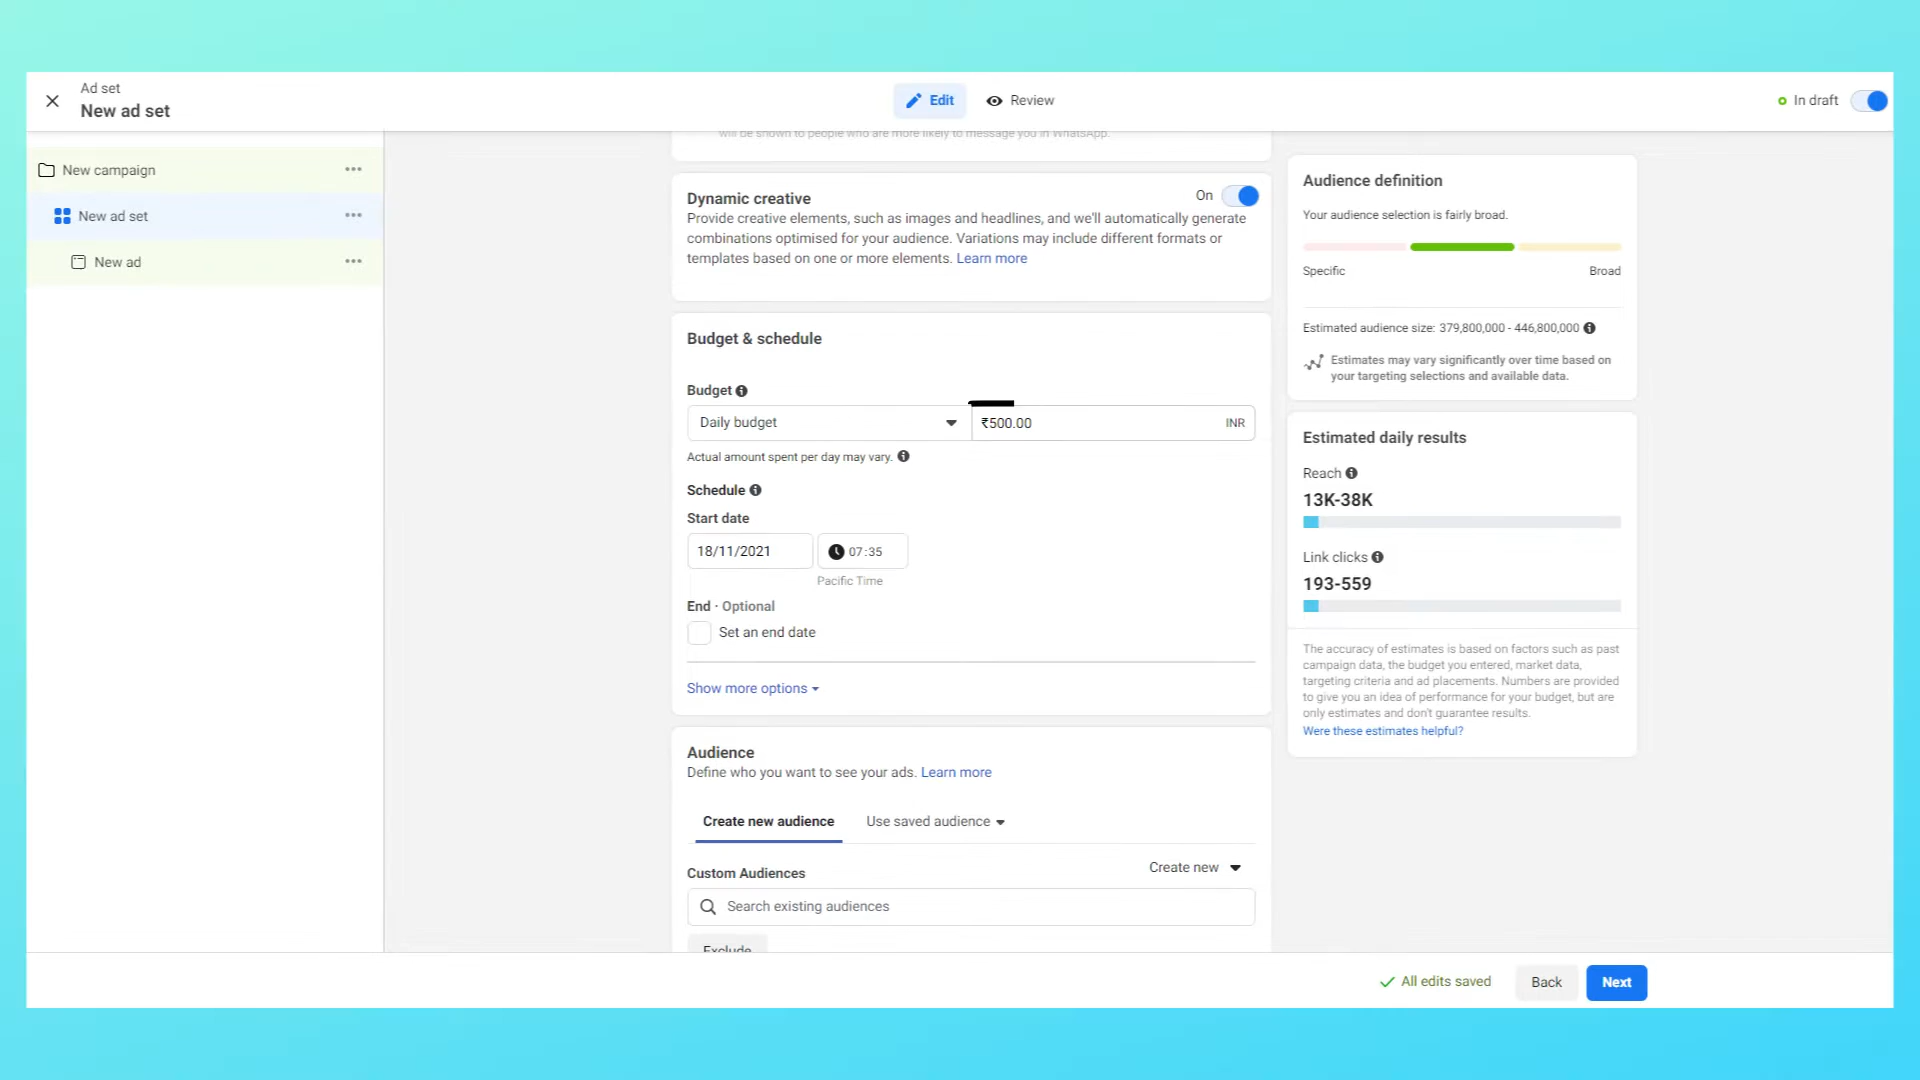 Ad set
New ad set
Edit
Review
In draft
New campaign
New ad set
New ad
will be shown to people who are more likely to message you in WhatsApp.
Dynamic creative
On
Provide creative elements, such as images and headlines, and we'll automatically generate
combinations optimised for your audience. Variations may include different formats or
templates based on one or more elements. Learn more
Budget & schedule
Budget
Daily budget
₹500.00
INR
Actual amount spent per day may vary.
Schedule
Start date
18/11/2021
07:35
Pacific Time
End · Optional
Set an end date
Show more options
Audience
Define who you want to see your ads. Learn more
Create new audience
Use saved audience
Custom Audiences
Create new
Search existing audiences
Exclude
Audience definition
Your audience selection is fairly broad.
Specific
Broad
Estimated audience size: 379,800,000 - 446,800,000
Estimates may vary significantly over time based on
your targeting selections and available data.
Estimated daily results
Reach
13K-38K
Link clicks
193-559
The accuracy of estimates is based on factors such as past
campaign data, the budget you entered, market data,
targeting criteria and ad placements. Numbers are provided
to give you an idea of performance for your budget, but are
only estimates and don't guarantee results.
Were these estimates helpful?
All edits saved
Back
Next